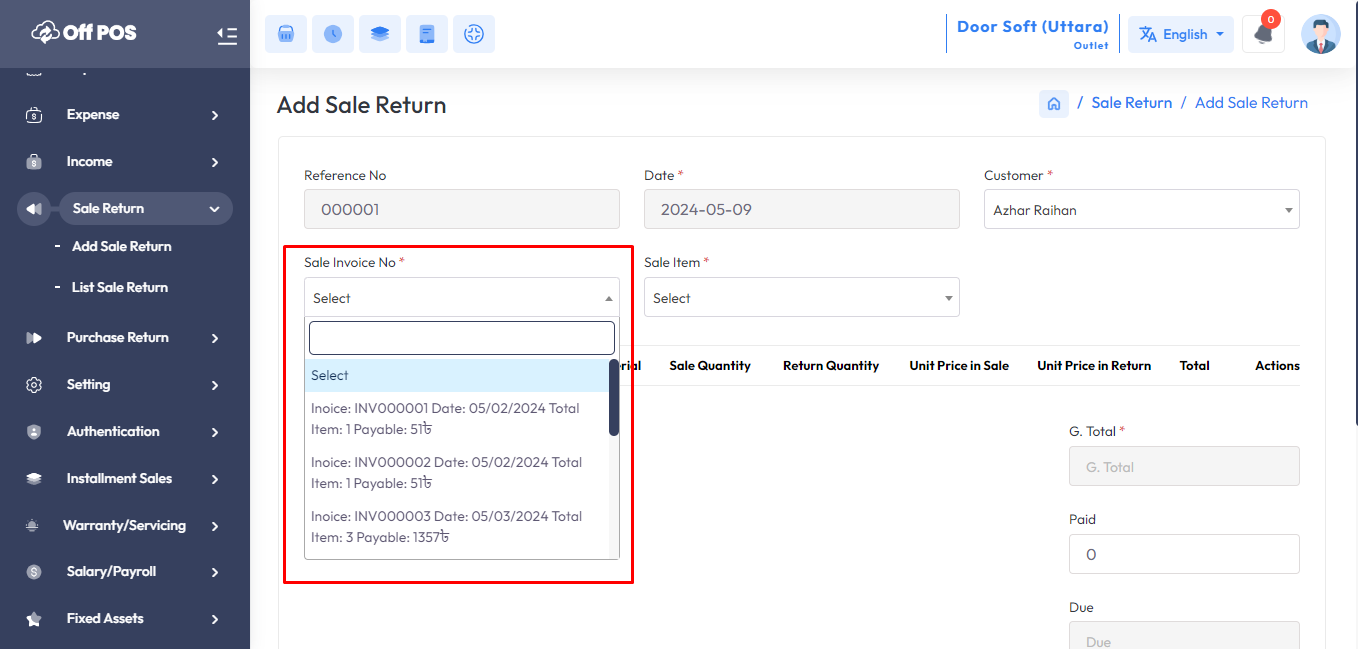 Off POS
Expense
Income
Sale Return
- Add Sale Return
- List Sale Return
Purchase Return
Setting
Authentication
Installment Sales
Warranty/Servicing
Salary/Payroll
Fixed Assets
Door Soft (Uttara)
Outlet
English
0
Add Sale Return
/ Sale Return / Add Sale Return
Reference No
000001
Date *
2024-05-09
Customer *
Azhar Raihan
Sale Invoice No *
Select
Sale Item *
Select
Select
Inoice: INV000001 Date: 05/02/2024 Total
Item: 1 Payable: 51৳
Inoice: INV000002 Date: 05/02/2024 Total
Item: 1 Payable: 51৳
Inoice: INV000003 Date: 05/03/2024 Total
Item: 3 Payable: 1357৳
Sale Quantity Return Quantity Unit Price in Sale Unit Price in Return Total Actions
G. Total *
G. Total
Paid
0
Due
Due